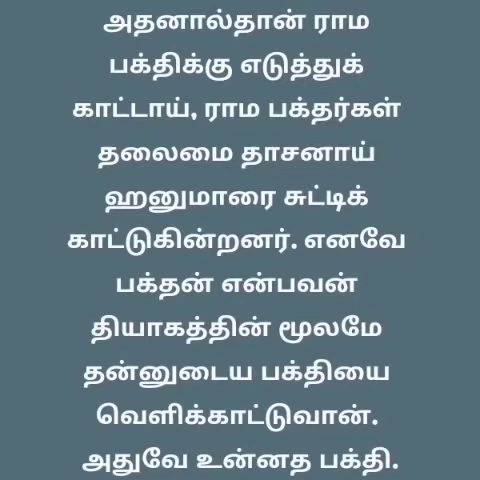 அதனால்தான் ராம
பக்திக்கு எடுத்துக்
காட்டாய், ராம பக்தர்கள்
தலைமை தாசனாய்
ஹனுமாரை சுட்டிக்
காட்டுகின்றனர். எனவே
பக்தன் என்பவன்
தியாகத்தின் மூலமே
தன்னுடைய பக்தியை
வெளிக்காட்டுவான்.
அதுவே உன்னத பக்தி.